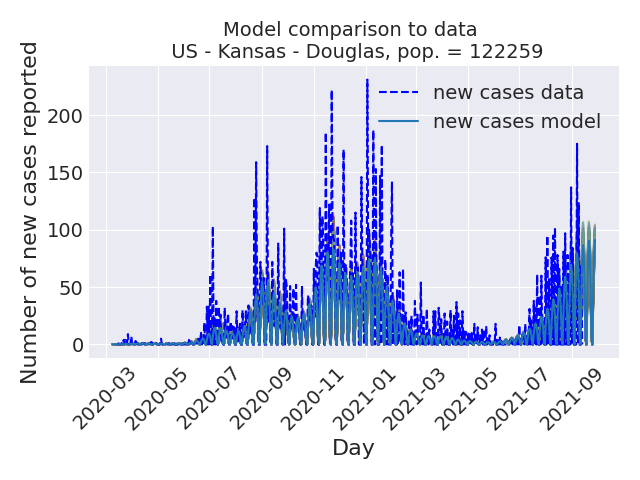 Model comparison to data
US - Kansas - Douglas, pop. = 122259
Number of new cases reported
200
150
100
50
0
new cases data
new cases model
2020-03
2020-05
2020-07
2020-09
2020-11
2021-01
2021-03
2021-05
2021-07
2021-09
Day